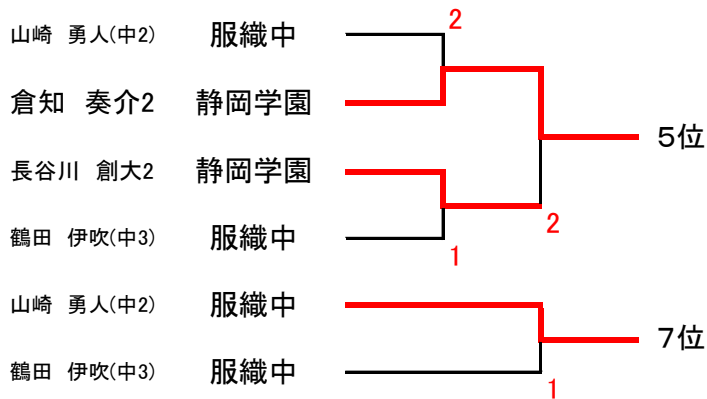 山崎 勇人(中2) 服織中 2
倉知 奏介2 静岡学園
5位
長谷川 創大2 静岡学園
2
鶴田 伊吹(中3) 服織中 1
山崎 勇人(中2) 服織中
7位
鶴田 伊吹(中3) 服織中 1